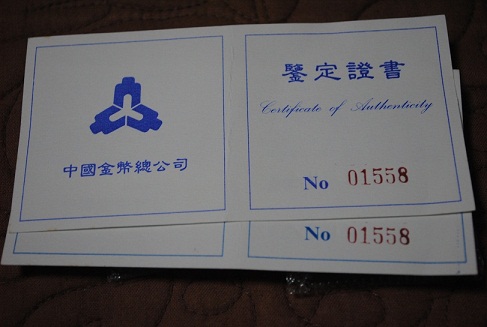 中國金幣總公司
鑒定證書
Certificate of Authenticity
No 01558
No 01558